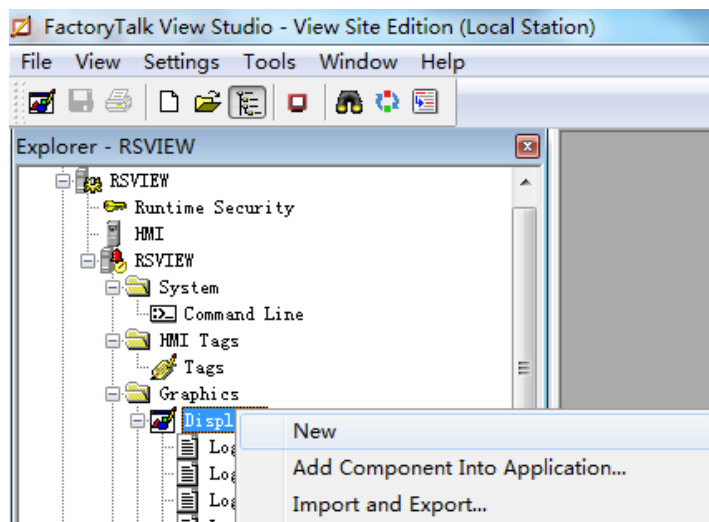 FactoryTalk View Studio - View Site Edition (Local Station)
File View Settings Tools Window Help
Explorer - RSVIEW
RSVIEW
Runtime Security
HMI
RSVIEW
System
Command Line
HMI Tags
Tags
Graphics
Displ
New
Add Component Into Application...
Import and Export...